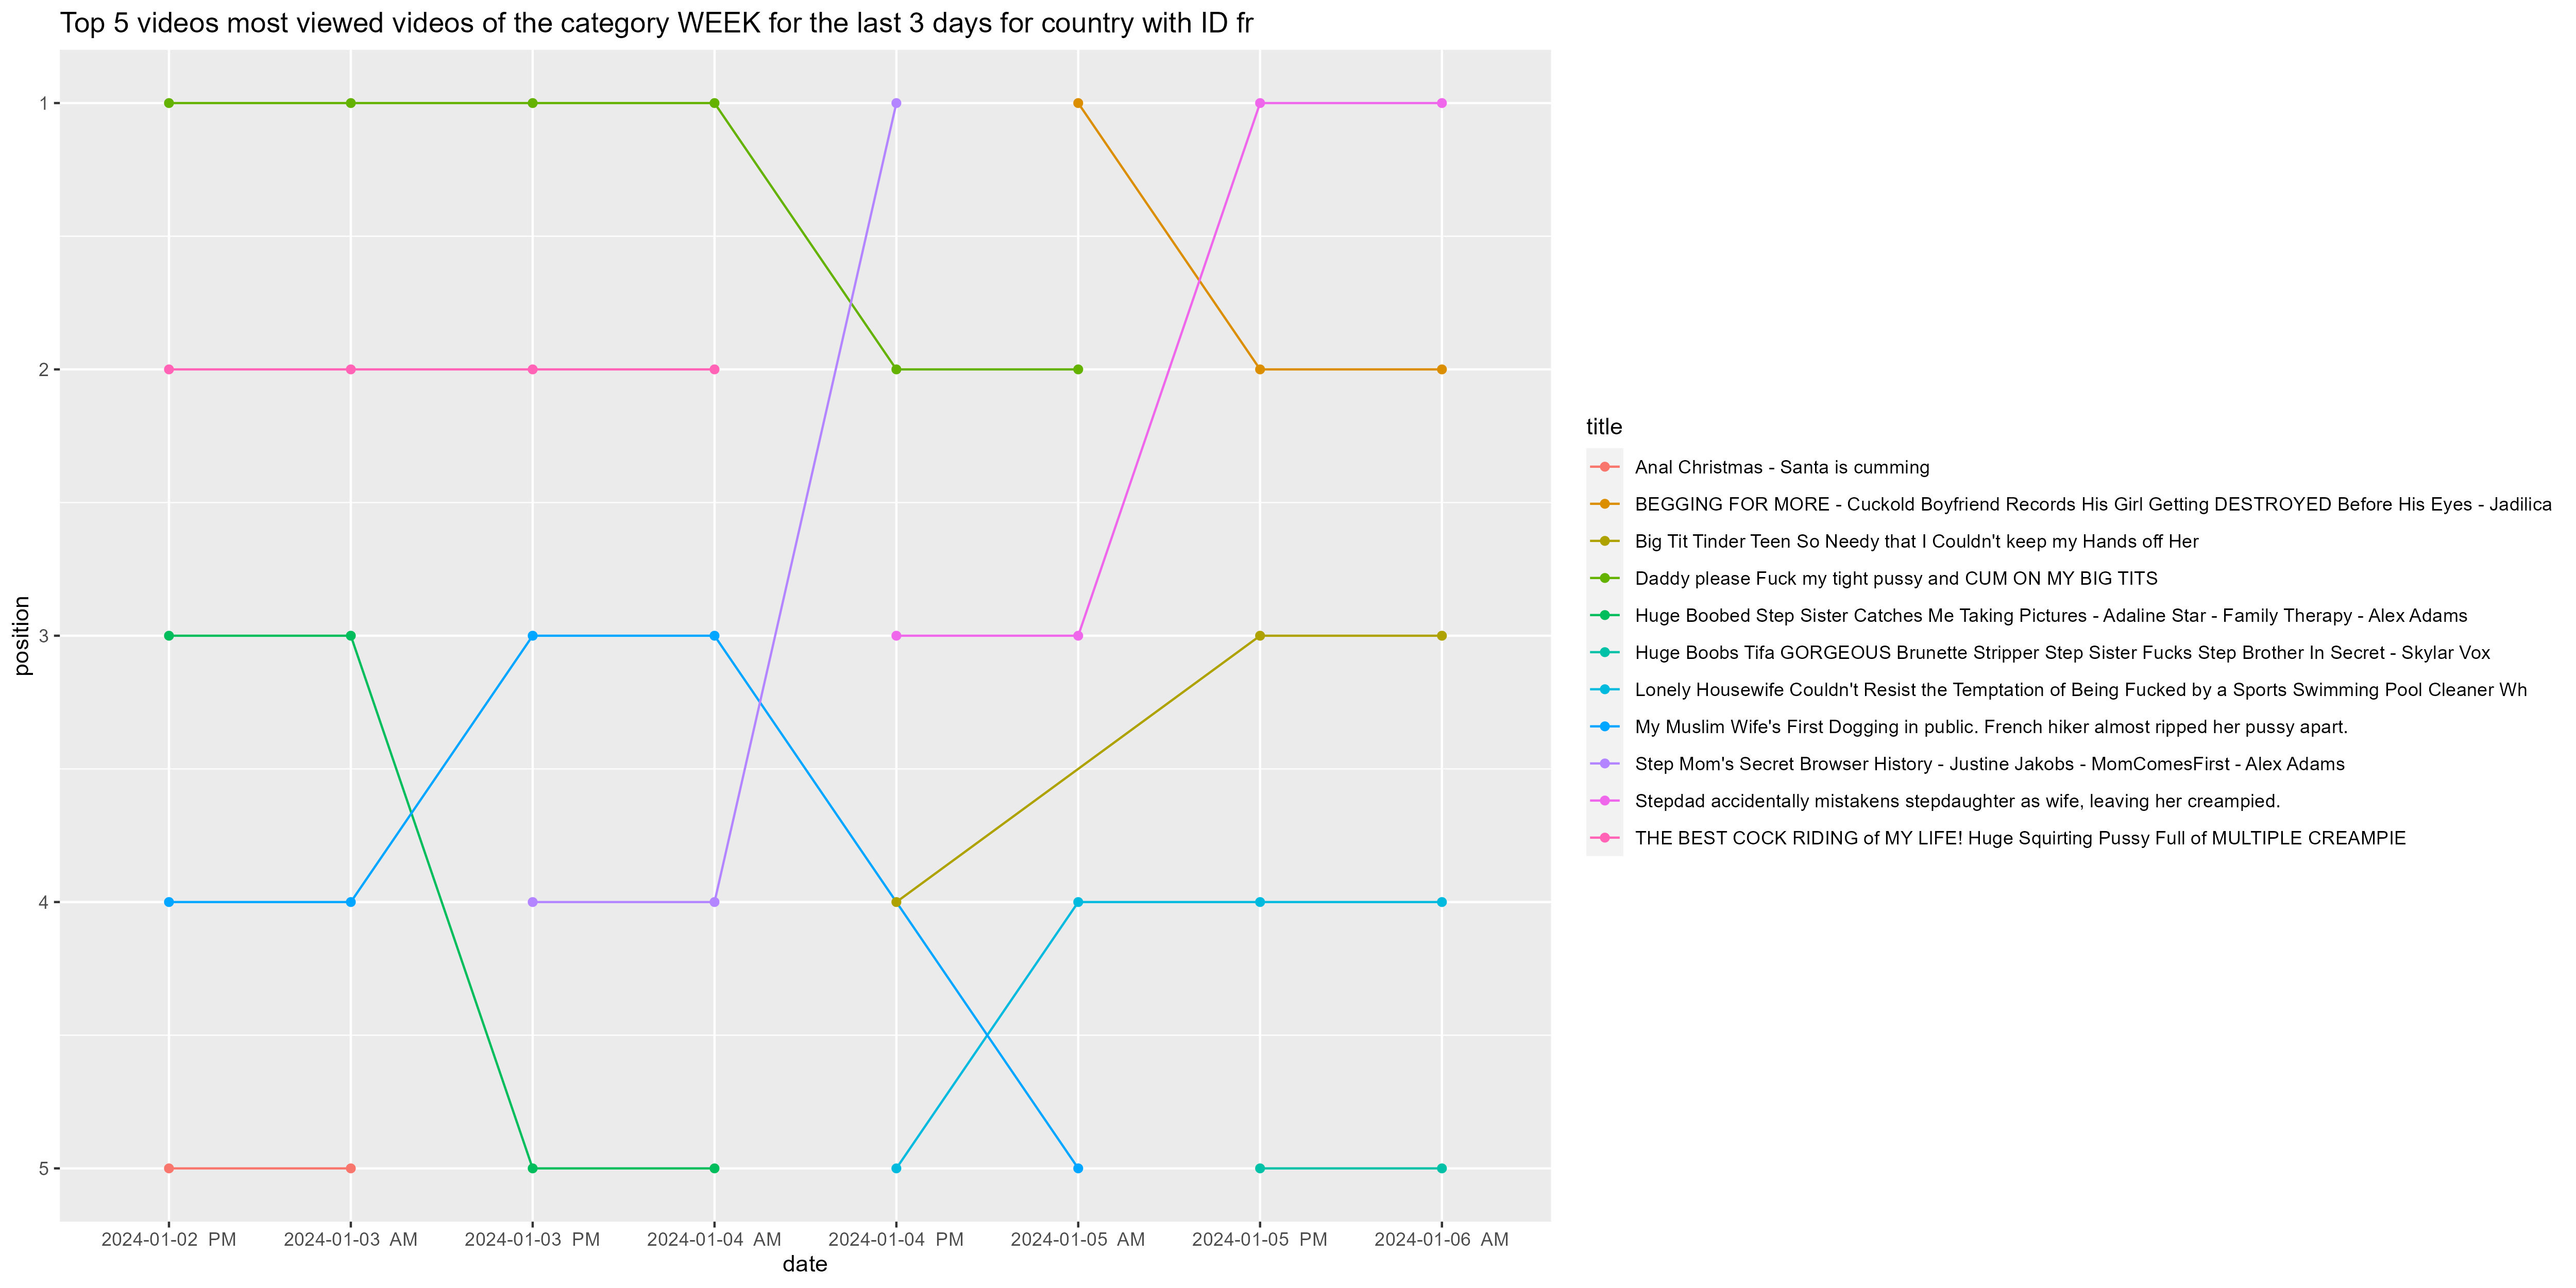 Top 5 videos most viewed videos of the category WEEK for the last 3 days for country with ID fr
position
1
2
3
4
5
2024-01-02 PM
2024-01-03 AM
2024-01-03 PM
2024-01-04 AM
2024-01-04 PM
2024-01-05 AM
2024-01-05 PM
2024-01-06 AM
date
title
Anal Christmas - Santa is cumming
BEGGING FOR MORE - Cuckold Boyfriend Records His Girl Getting DESTROYED Before His Eyes - Jadilica
Big Tit Tinder Teen So Needy that I Couldn't keep my Hands off Her
Daddy please Fuck my tight pussy and CUM ON MY BIG TITS
Huge Boobed Step Sister Catches Me Taking Pictures - Adaline Star - Family Therapy - Alex Adams
Huge Boobs Tifa GORGEOUS Brunette Stripper Step Sister Fucks Step Brother In Secret - Skylar Vox
Lonely Housewife Couldn't Resist the Temptation of Being Fucked by a Sports Swimming Pool Cleaner Wh
My Muslim Wife's First Dogging in public. French hiker almost ripped her pussy apart.
Step Mom's Secret Browser History - Justine Jakobs - MomComesFirst - Alex Adams
Stepdad accidentally mistakens stepdaughter as wife, leaving her creampied.
THE BEST COCK RIDING of MY LIFE! Huge Squirting Pussy Full of MULTIPLE CREAMPIE